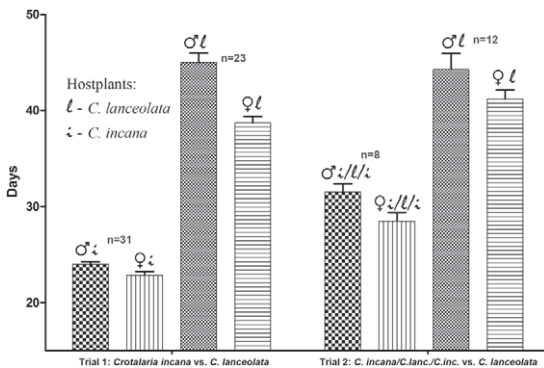 50
40
30
20
Days
Hostplants:
ℓ - C. lanceolata
i - C. incana
♂i
n=31
♀i
♂ℓ
n=23
♀ℓ
♂i/ℓ/i
n=8
♀i/ℓ/i
♂ℓ
n=12
♀ℓ
Trial 1: Crotalaria incana vs. C. lanceolata
Trial 2: C. incana/C.lanc./C.inc. vs. C. lanceolata